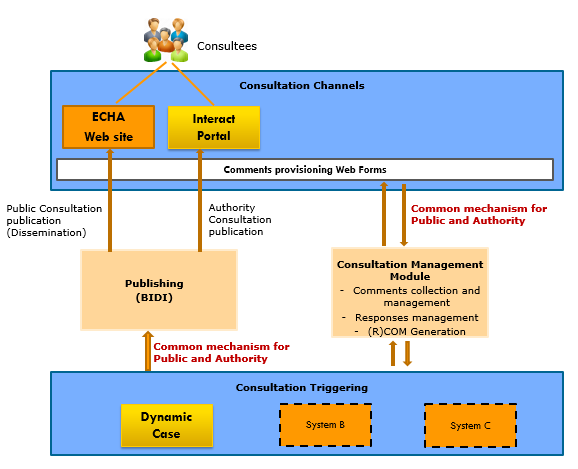 Consultees
Consultation Channels
ECHA
Web site
Interact
Portal
Comments provisioning Web Forms
Public Consultation
publication
(Dissemination)
Authority
Consultation
publication
Common mechanism for
Public and Authority
Publishing
(BIDI)
Consultation Management
Module
- Comments collection and
management
- Responses management
- (R)COM Generation
Common mechanism for
Public and Authority
Consultation Triggering
Dynamic
Case
System B
System C